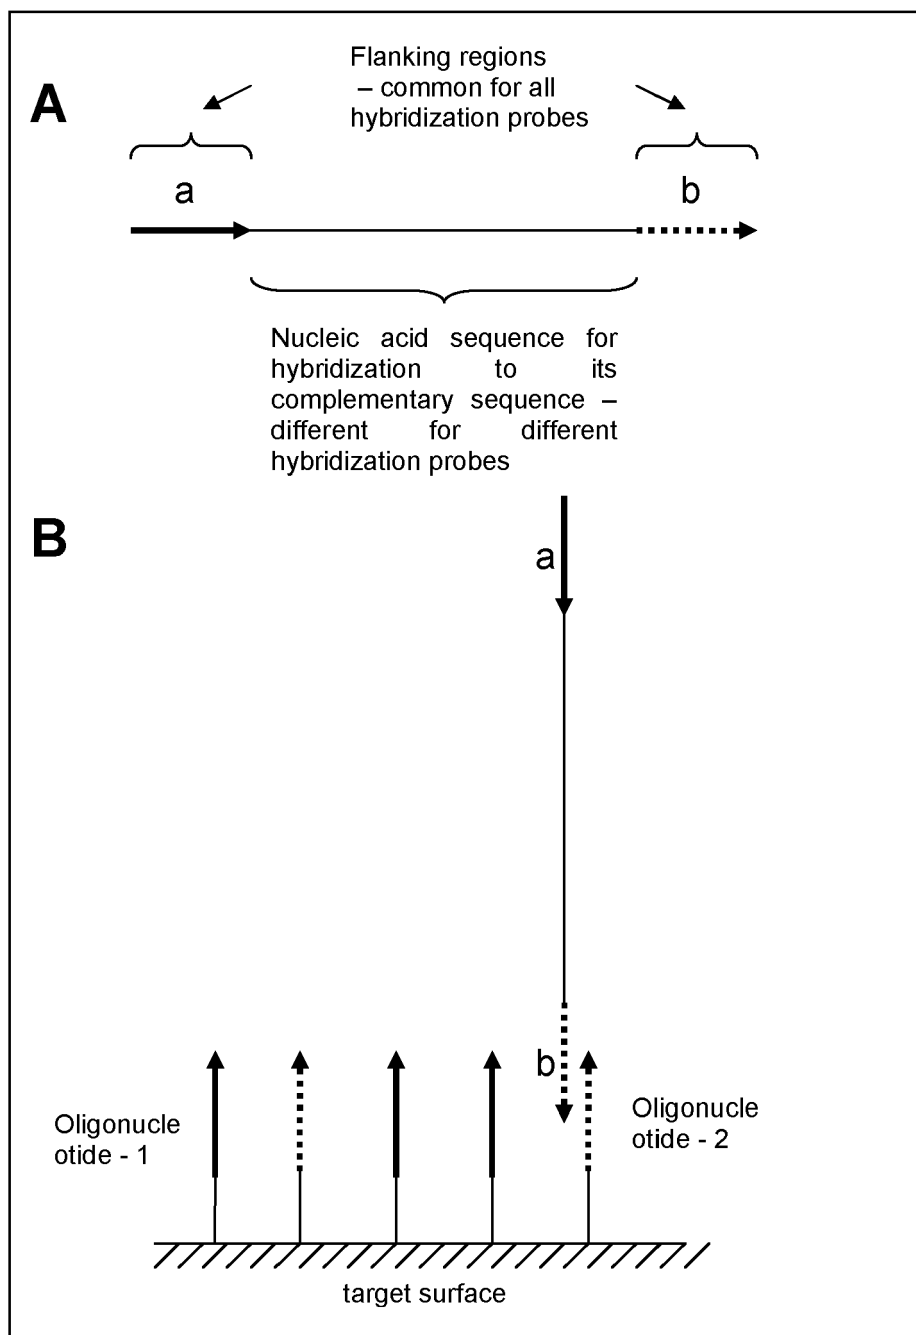 A
Flanking regions
– common for all
hybridization probes
a
b
Nucleic acid sequence for
hybridization to its
complementary sequence –
different for different
hybridization probes
B
a
b
Oligonucle
otide - 1
Oligonucle
otide - 2
target surface